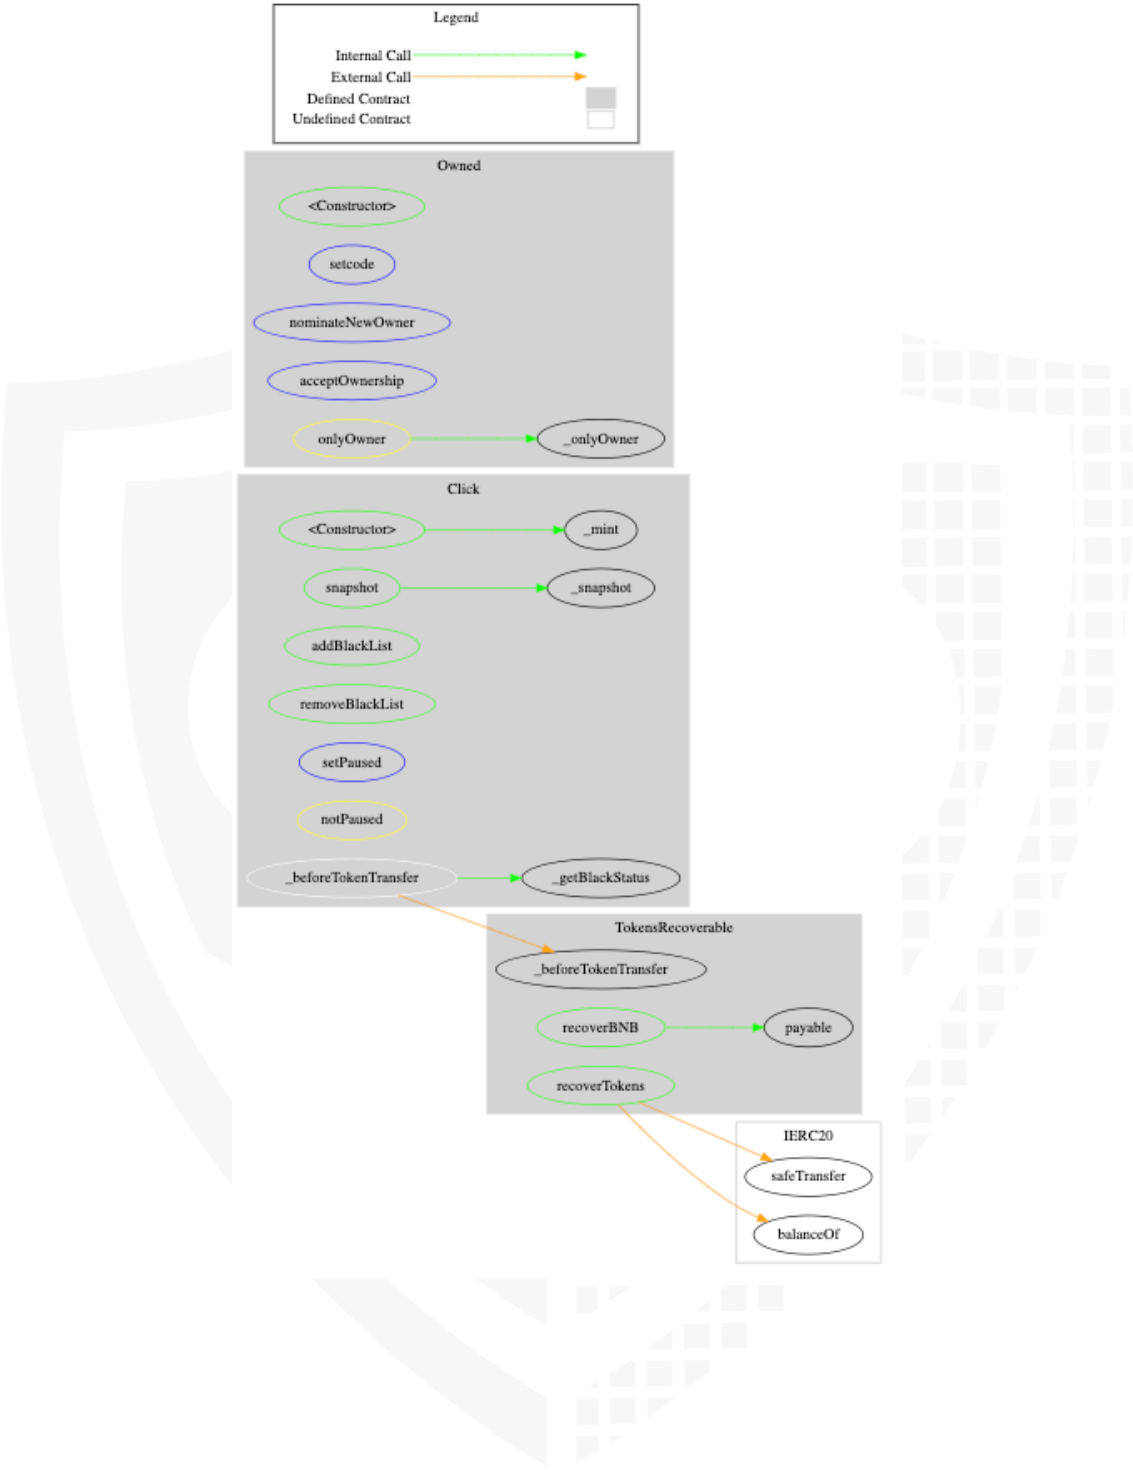 Legend
Internal Call
External Call
Defined Contract
Undefined Contract
Owned
<Constructor>
setcode
nominateNewOwner
acceptOwnership
onlyOwner
_onlyOwner
Click
<Constructor>
_mint
snapshot
_snapshot
addBlackList
removeBlackList
setPaused
notPaused
_beforeTokenTransfer
_getBlackStatus
TokensRecoverable
_beforeTokenTransfer
recoverBNB
payable
recoverTokens
IERC20
safeTransfer
balanceOf